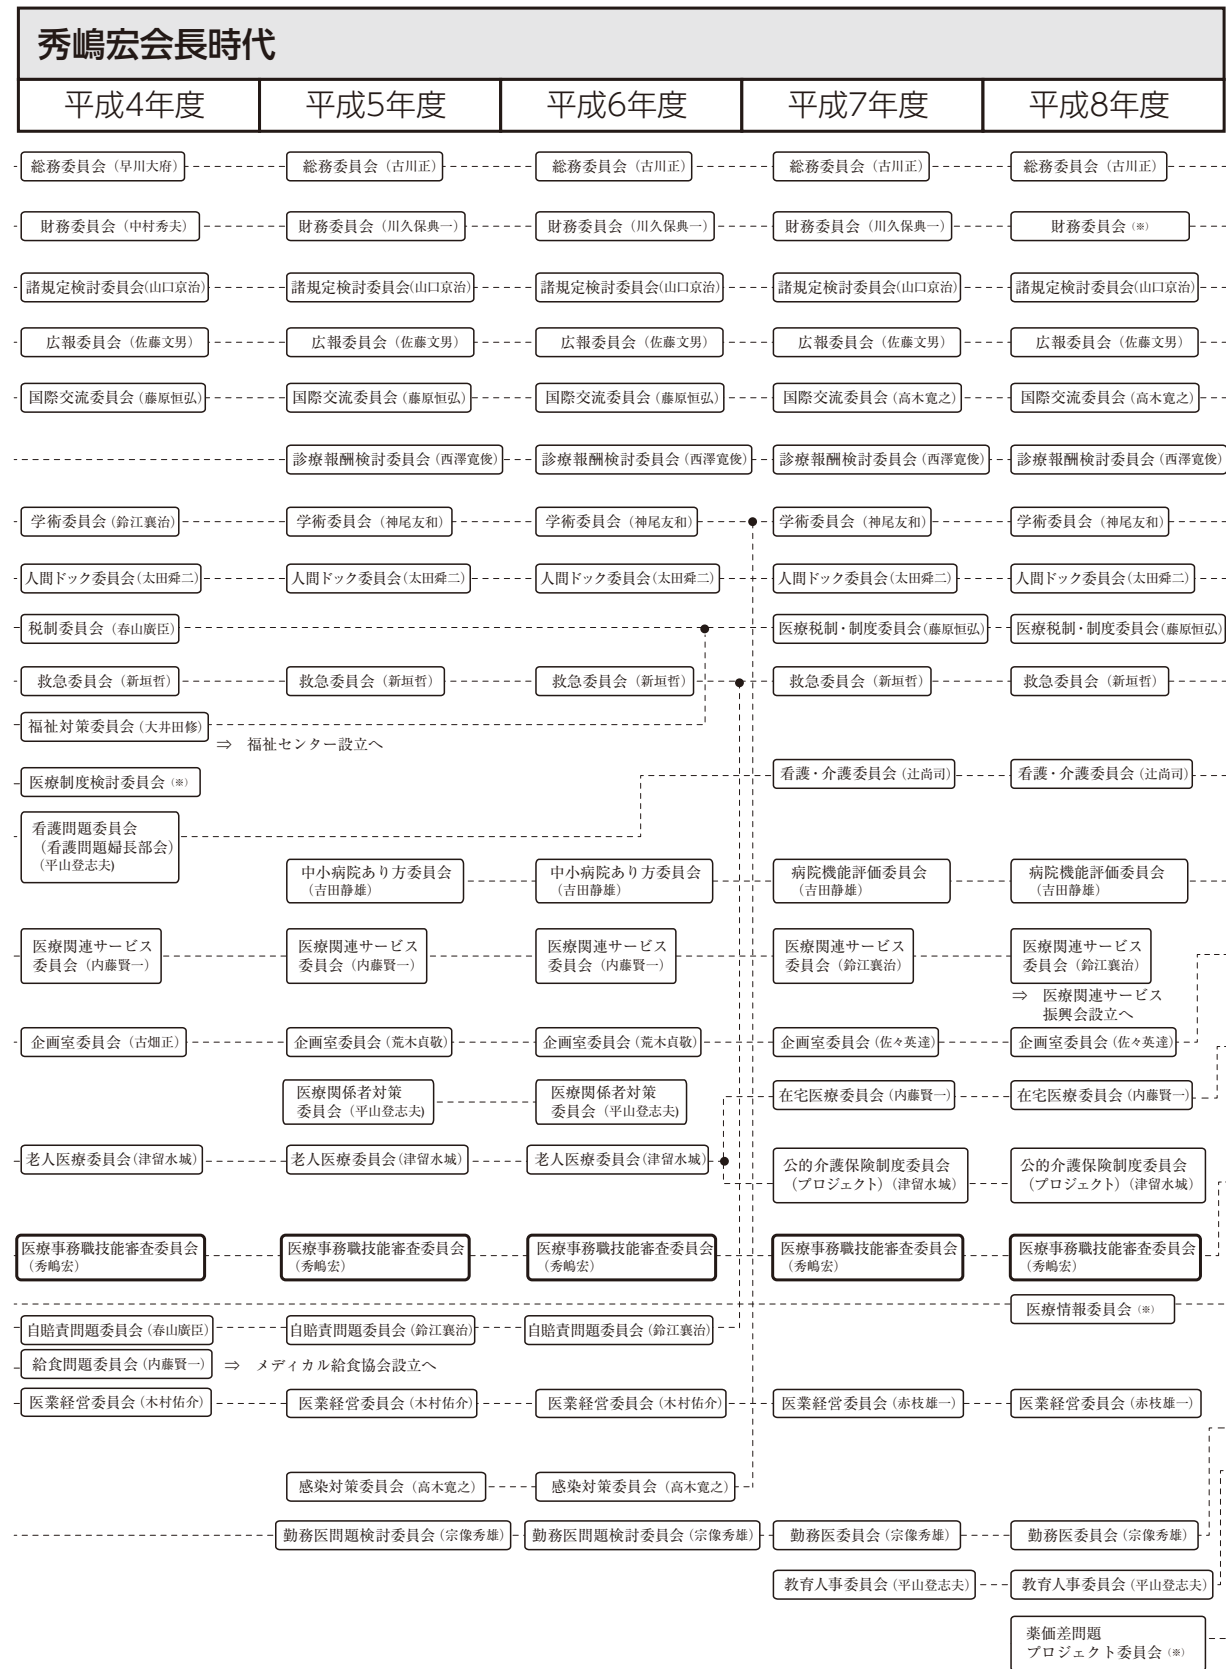 秀嶋宏会長時代
平成4年度 平成5年度 平成6年度 平成7年度 平成8年度
総務委員会（早川大府） 総務委員会（古川正） 総務委員会（古川正） 総務委員会（古川正） 総務委員会（古川正）
財務委員会（中村秀夫） 財務委員会（川久保典一） 財務委員会（川久保典一） 財務委員会（川久保典一） 財務委員会（※）
諸規定検討委員会(山口京治) 諸規定検討委員会(山口京治) 諸規定検討委員会(山口京治) 諸規定検討委員会(山口京治) 諸規定検討委員会(山口京治)
広報委員会（佐藤文男） 広報委員会（佐藤文男） 広報委員会（佐藤文男） 広報委員会（佐藤文男） 広報委員会（佐藤文男）
国際交流委員会（藤原恒弘） 国際交流委員会（藤原恒弘） 国際交流委員会（藤原恒弘） 国際交流委員会（高木寛之） 国際交流委員会（高木寛之）
診療報酬検討委員会（西澤寛俊） 診療報酬検討委員会（西澤寛俊） 診療報酬検討委員会（西澤寛俊） 診療報酬検討委員会（西澤寛俊）
学術委員会（鈴江襄治） 学術委員会（神尾友和） 学術委員会（神尾友和） 学術委員会（神尾友和） 学術委員会（神尾友和）
人間ドック委員会（太田舜二） 人間ドック委員会（太田舜二） 人間ドック委員会（太田舜二） 人間ドック委員会（太田舜二） 人間ドック委員会（太田舜二）
税制委員会（春山廣臣） 医療税制・制度委員会（藤原恒弘） 医療税制・制度委員会（藤原恒弘）
救急委員会（新垣哲） 救急委員会（新垣哲） 救急委員会（新垣哲） 救急委員会（新垣哲） 救急委員会（新垣哲）
福祉対策委員会（大井田修）
⇒ 福祉センター設立へ
医療制度検討委員会（※） 看護・介護委員会（辻尚司） 看護・介護委員会（辻尚司）
看護問題委員会
（看護問題婦長部会）
（平山登志夫）
中小病院あり方委員会 中小病院あり方委員会 病院機能評価委員会 病院機能評価委員会
（吉田静雄） （吉田静雄） （吉田静雄） （吉田静雄）
医療関連サービス 医療関連サービス 医療関連サービス 医療関連サービス 医療関連サービス
委員会（内藤賢一） 委員会（内藤賢一） 委員会（内藤賢一） 委員会（鈴江襄治） 委員会（鈴江襄治）
⇒ 医療関連サービス
振興会設立へ
企画室委員会（古畑正） 企画室委員会（荒木貞敬） 企画室委員会（荒木貞敬） 企画室委員会（佐々英達） 企画室委員会（佐々英達）
医療関係者対策 医療関係者対策 在宅医療委員会（内藤賢一） 在宅医療委員会（内藤賢一）
委員会（平山登志夫） 委員会（平山登志夫）
老人医療委員会（津留水城） 老人医療委員会（津留水城） 老人医療委員会（津留水城） 公的介護保険制度委員会 公的介護保険制度委員会
（プロジェクト）（津留水城） （プロジェクト）（津留水城）
医療事務職技能審査委員会 医療事務職技能審査委員会 医療事務職技能審査委員会 医療事務職技能審査委員会 医療事務職技能審査委員会
（秀嶋宏） （秀嶋宏） （秀嶋宏） （秀嶋宏） （秀嶋宏）
医療情報委員会（※）
自賠責問題委員会（春山廣臣） 自賠責問題委員会（鈴江襄治） 自賠責問題委員会（鈴江襄治）
給食問題委員会（内藤賢一） ⇒ メディカル給食協会設立へ
医業経営委員会（木村佑介） 医業経営委員会（木村佑介） 医業経営委員会（木村佑介） 医業経営委員会（赤枝雄一） 医業経営委員会（赤枝雄一）
感染対策委員会（高木寛之） 感染対策委員会（高木寛之）
勤務医問題検討委員会（宗像秀雄） 勤務医問題検討委員会（宗像秀雄） 勤務医委員会（宗像秀雄） 勤務医委員会（宗像秀雄）
教育人事委員会（平山登志夫） 教育人事委員会（平山登志夫）
薬価差問題
プロジェクト委員会（※）